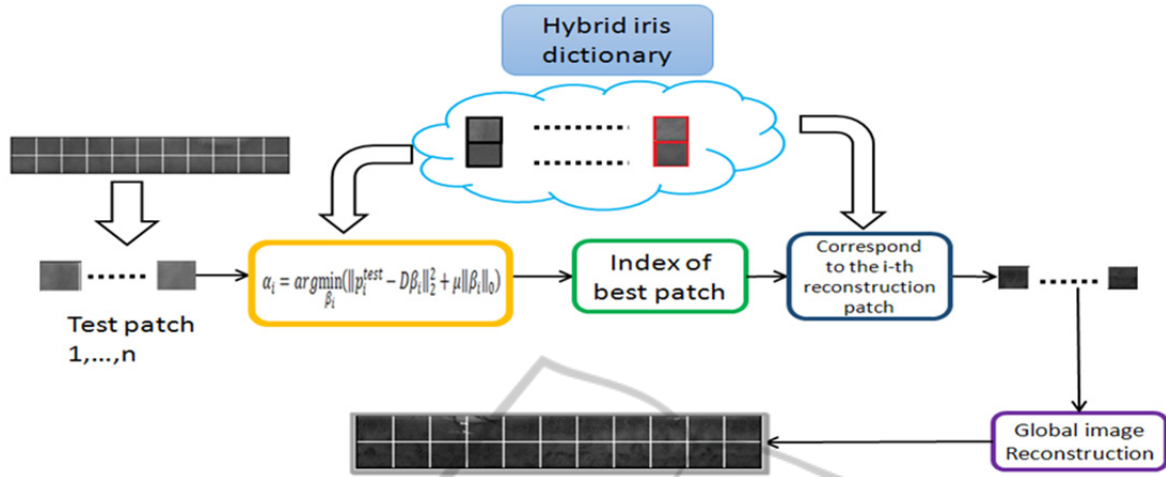 Hybrid iris
dictionary
α_i = argmin_{β_i}(‖p_i^{test} − Dβ_i‖_2^2 + μ‖β_i‖_0)
Index of
best patch
Correspond
to the i-th
reconstruction
patch
Test patch
1,...,n
Global image
Reconstruction